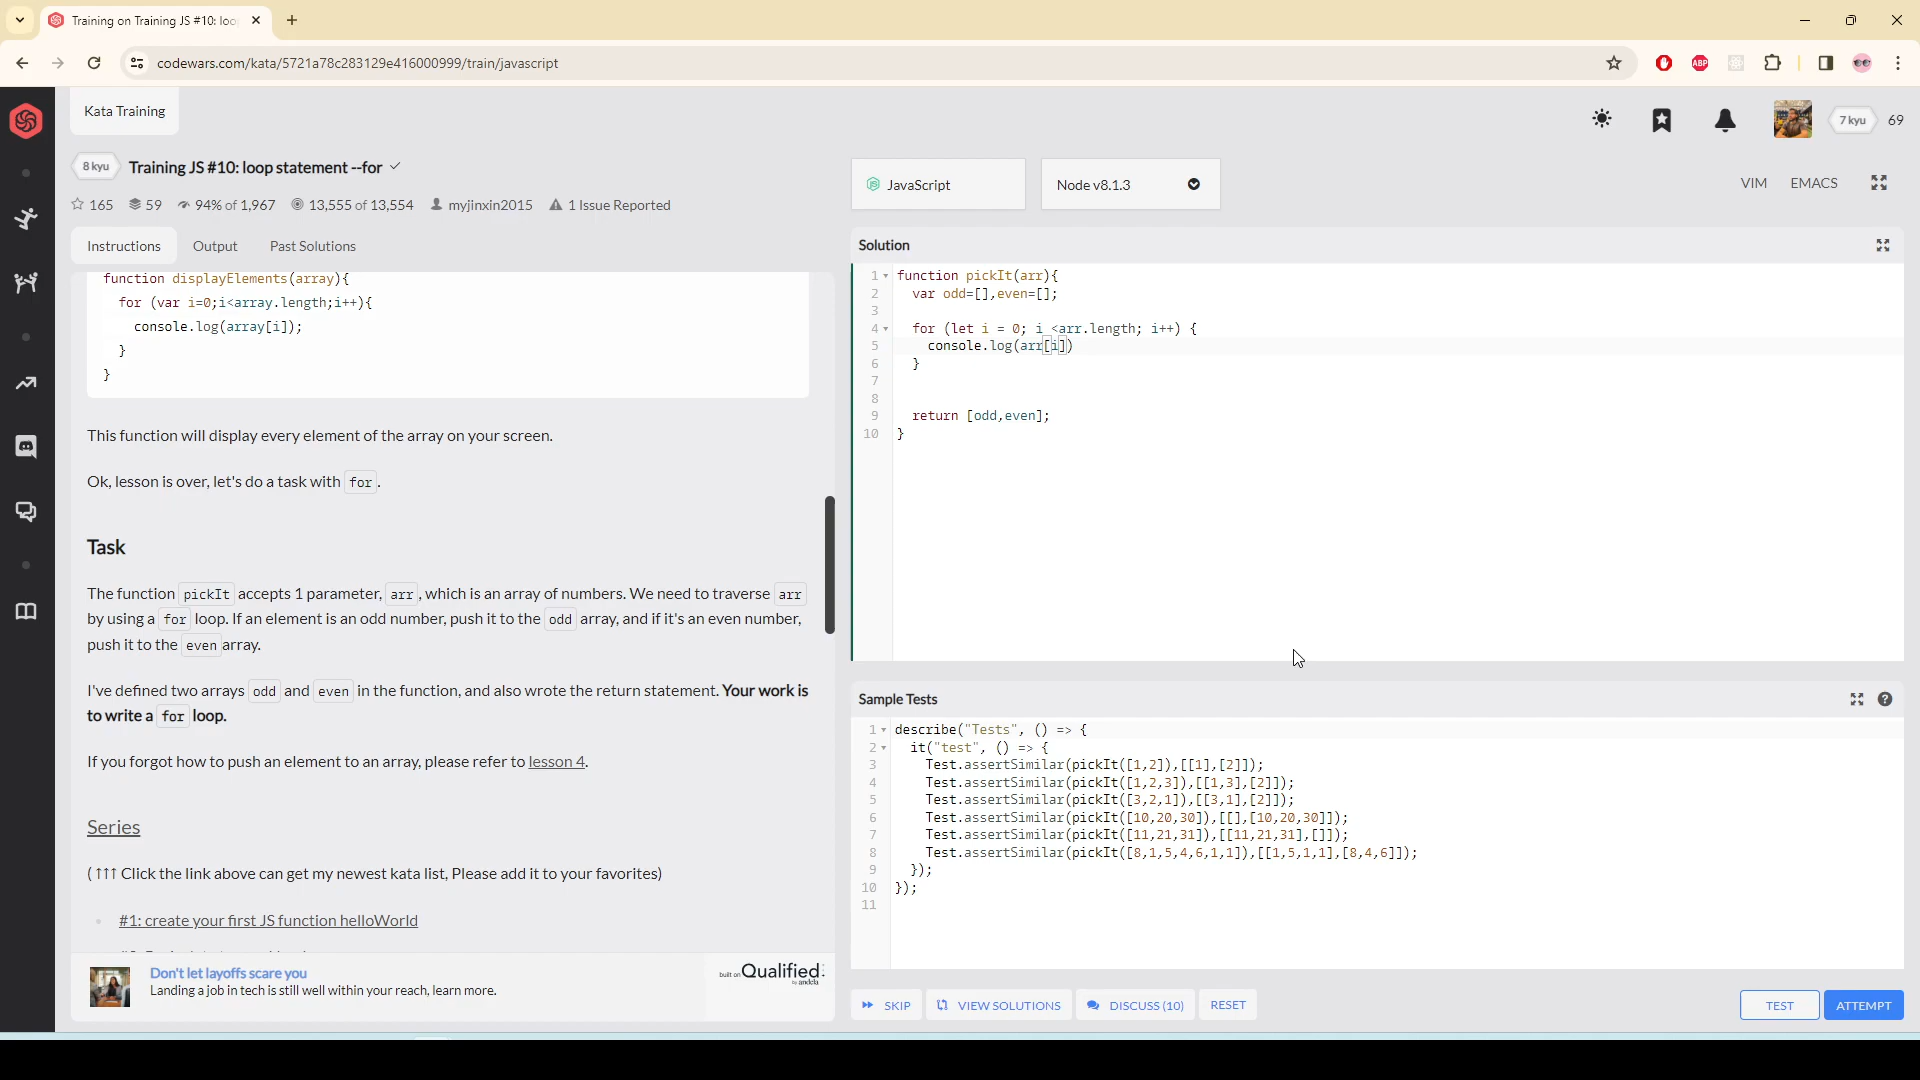 Training on Training JS #10: loo
codewars.com/kata/5721a78c283129e416000999/train/javascript
ABP
Kata Training
7 kyu 69
8 kyu Training JS #10: loop statement --for
165 59 94% of 1,967 13,555 of 13,554 myjinxin2015 1 Issue Reported
JavaScript
Node v8.1.3
VIM EMACS
Instructions Output Past Solutions
function displayElements(array){
for (var i=0;i<array.length;i++){
console.log(array[i]);
}
}
This function will display every element of the array on your screen.
Ok, lesson is over, let's do a task with for.
Task
The function pickIt accepts 1 parameter, arr, which is an array of numbers. We need to traverse arr
by using a for loop. If an element is an odd number, push it to the odd array, and if it's an even number,
push it to the even array.
I've defined two arrays odd and even in the function, and also wrote the return statement. Your work is
to write a for loop.
If you forgot how to push an element to an array, please refer to lesson 4.
Series
( ↑↑↑ Click the link above can get my newest kata list, Please add it to your favorites)
#1: create your first JS function helloWorld
Don't let layoffs scare you
Landing a job in tech is still well within your reach, learn more.
built on Qualified
by andela
Solution
1 function pickIt(arr){
2 var odd=[],even=[];
3
4 for (let i = 0; i <arr.length; i++) {
5 console.log(arr[i])
6 }
7
8
9 return [odd,even];
10 }
Sample Tests
1 describe("Tests", () => {
2 it("test", () => {
3 Test.assertSimilar(pickIt([1,2]),[[1],[2]]);
4 Test.assertSimilar(pickIt([1,2,3]),[[1,3],[2]]);
5 Test.assertSimilar(pickIt([3,2,1]),[[3,1],[2]]);
6 Test.assertSimilar(pickIt([10,20,30]),[[],[10,20,30]]);
7 Test.assertSimilar(pickIt([11,21,31]),[[11,21,31],[]]);
8 Test.assertSimilar(pickIt([8,1,5,4,6,1,1]),[[1,5,1,1],[8,4,6]]);
9 });
10 });
11
SKIP VIEW SOLUTIONS DISCUSS (10) RESET
TEST ATTEMPT